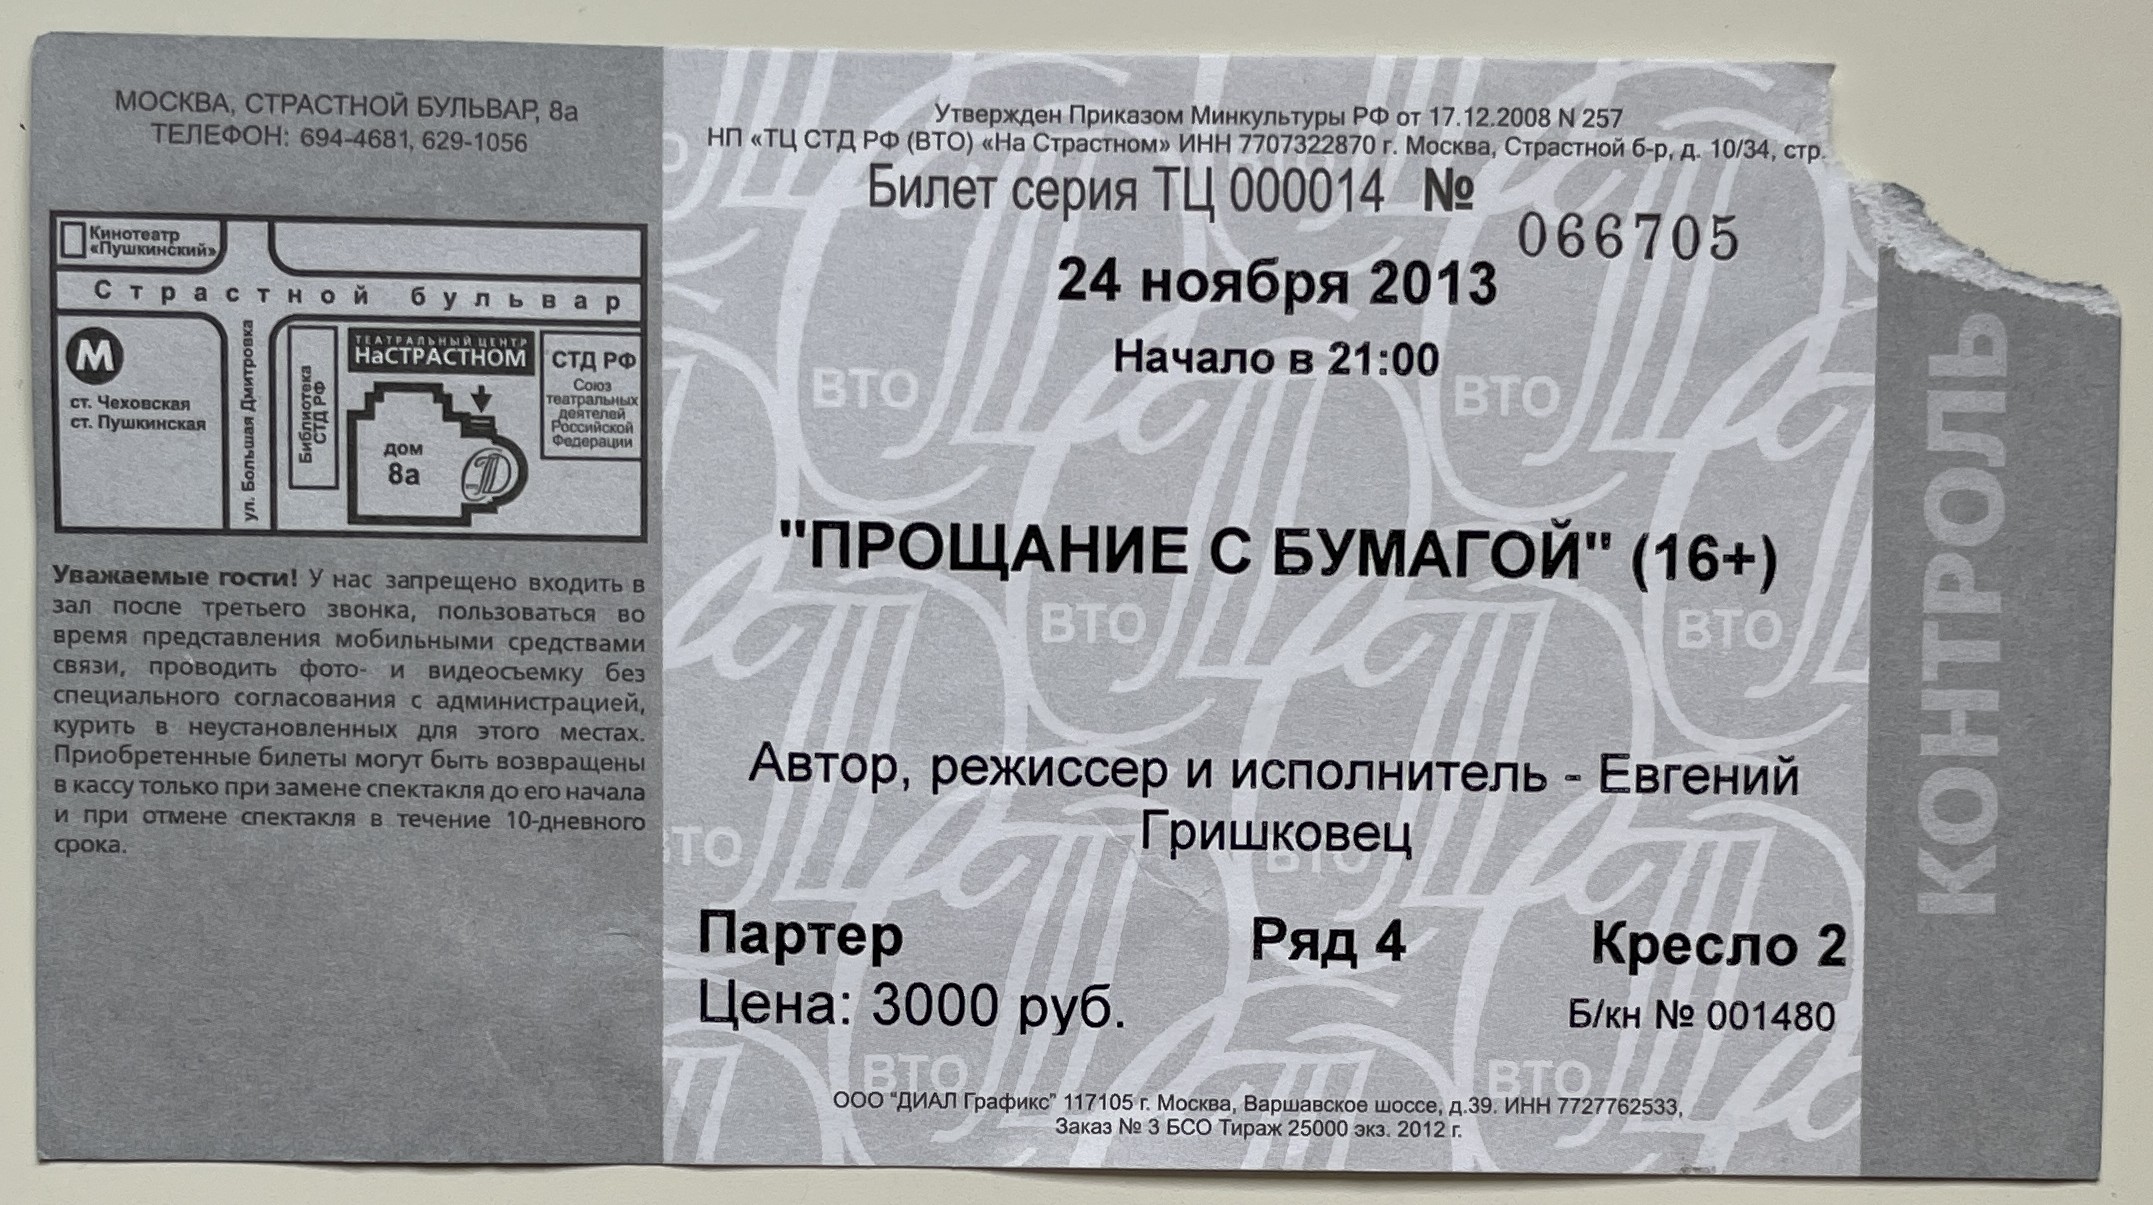 МОСКВА, СТРАСТНОЙ БУЛЬВАР, 8а
ТЕЛЕФОН: 694-4681, 629-1056
Кинотеатр
«Пушкинский»
Страстной бульвар
М
ст. Чеховская
ст. Пушкинская
ул. Большая Дмитровка
Библиотека
СТД РФ
ТЕАТРАЛЬНЫЙ ЦЕНТР
НаСТРАСТНОМ
дом
8а
СТД РФ
Союз
театральных
деятелей
Российской
Федерации
Уважаемые гости! У нас запрещено входить в
зал после третьего звонка, пользоваться во
время представления мобильными средствами
связи, проводить фото- и видеосъемку без
специального согласования с администрацией,
курить в неустановленных для этого местах.
Приобретенные билеты могут быть возвращены
в кассу только при замене спектакля до его начала
и при отмене спектакля в течение 10-дневного
срока.
Утвержден Приказом Минкультуры РФ от 17.12.2008 N 257
НП «ТЦ СТД РФ (ВТО) «На Страстном» ИНН 7707322870 г. Москва, Страстной б-р, д. 10/34, стр.
Билет серия ТЦ 000014 №
066705
24 ноября 2013
Начало в 21:00
ВТО
ВТО
"ПРОЩАНИЕ С БУМАГОЙ" (16+)
ВТО
ВТО
Автор, режиссер и исполнитель - Евгений
Гришковец
ВТО
ВТО
Партер Ряд 4 Кресло 2
Цена: 3000 руб. Б/кн № 001480
ВТО
ВТО
ООО "ДИАЛ Графикс" 117105 г. Москва, Варшавское шоссе, д.39. ИНН 7727762533,
Заказ № 3 БСО Тираж 25000 экз. 2012 г.
КОНТРОЛЬ